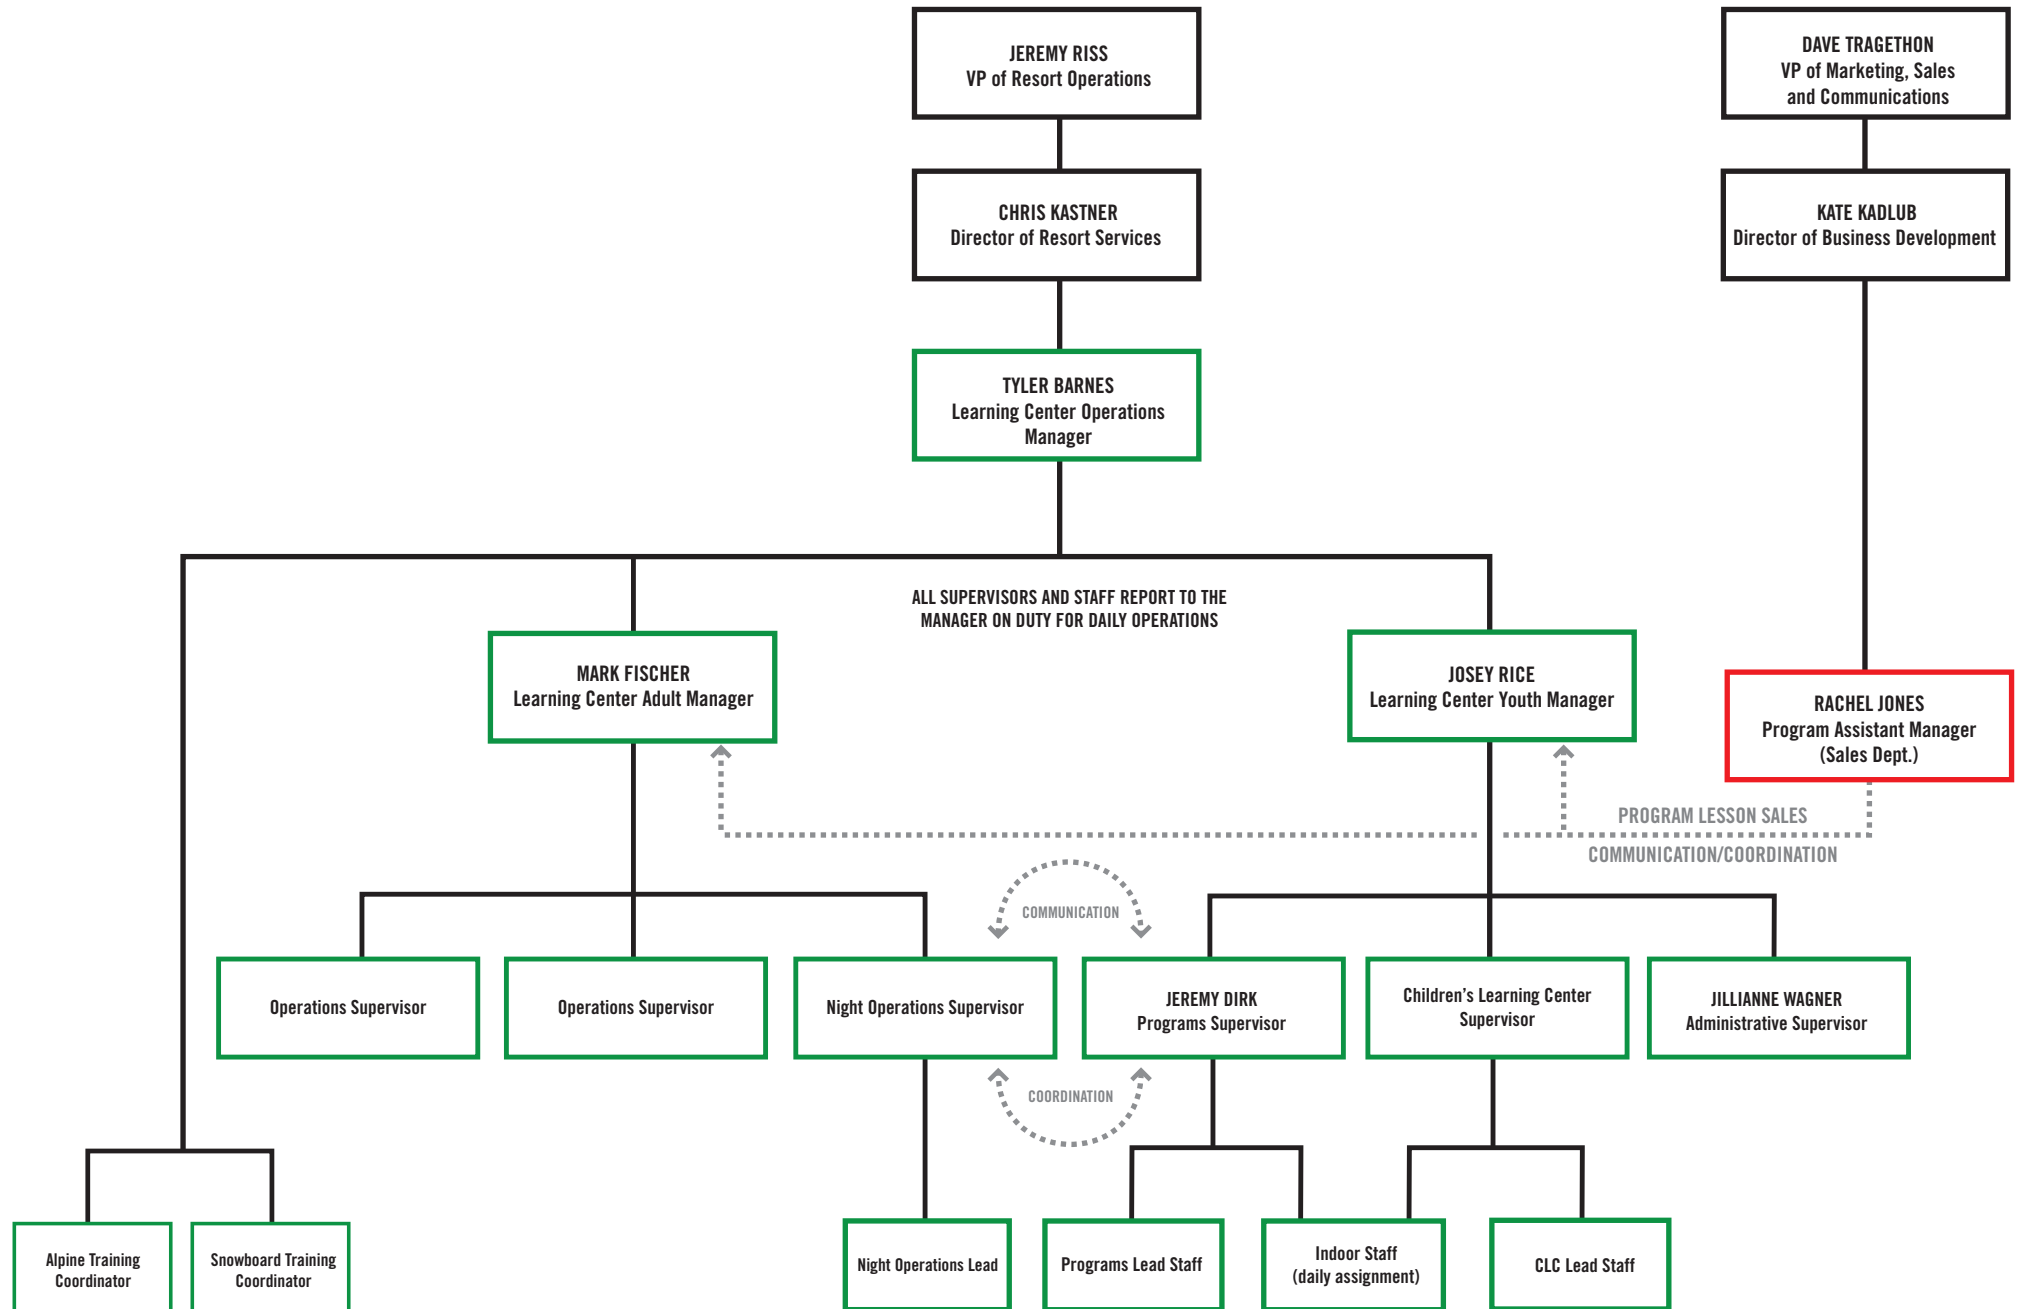 JEREMY RISS
VP of Resort Operations
DAVE TRAGETHON
VP of Marketing, Sales
and Communications
CHRIS KASTNER
Director of Resort Services
KATE KADLUB
Director of Business Development
TYLER BARNES
Learning Center Operations
Manager
ALL SUPERVISORS AND STAFF REPORT TO THE
MANAGER ON DUTY FOR DAILY OPERATIONS
MARK FISCHER
Learning Center Adult Manager
JOSEY RICE
Learning Center Youth Manager
RACHEL JONES
Program Assistant Manager
(Sales Dept.)
PROGRAM LESSON SALES
COMMUNICATION/COORDINATION
COMMUNICATION
Operations Supervisor
Operations Supervisor
Night Operations Supervisor
JEREMY DIRK
Programs Supervisor
Children’s Learning Center
Supervisor
JILLIANNE WAGNER
Administrative Supervisor
COORDINATION
Alpine Training
Coordinator
Snowboard Training
Coordinator
Night Operations Lead
Programs Lead Staff
Indoor Staff
(daily assignment)
CLC Lead Staff